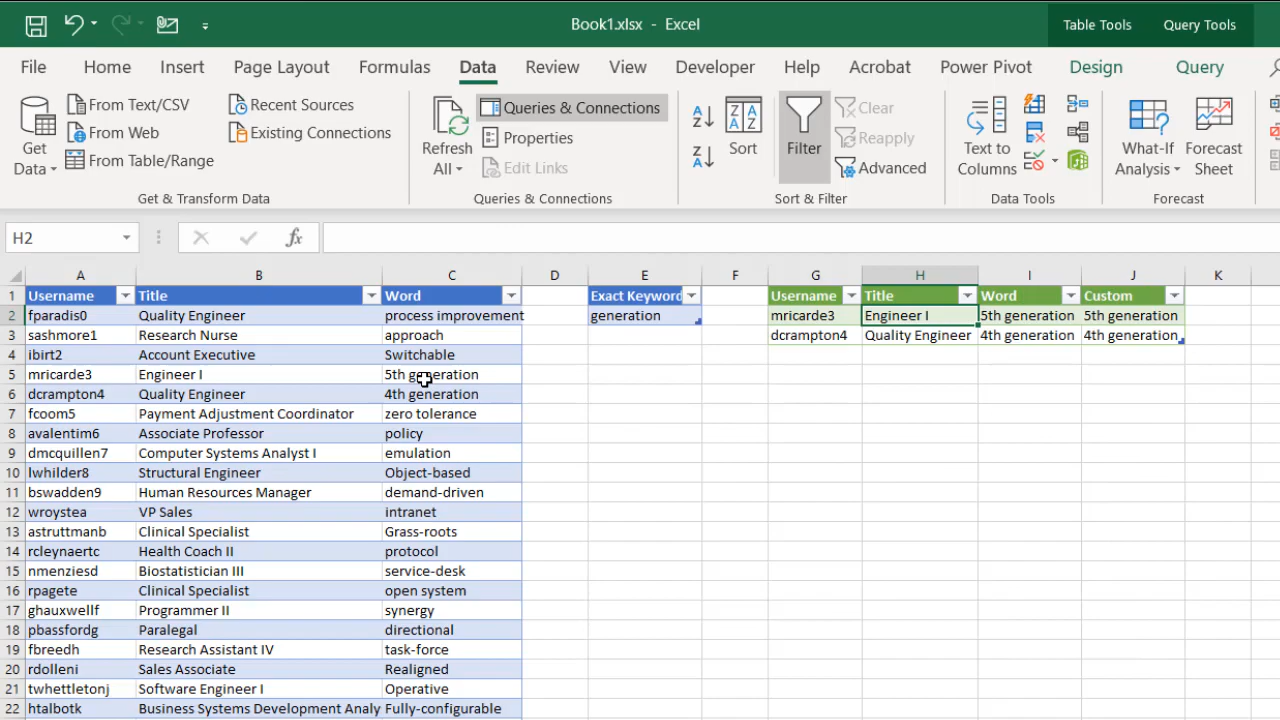 Book1.xlsx - Excel
Table Tools Query Tools
File Home Insert Page Layout Formulas Data Review View Developer Help Acrobat Power Pivot Design Query
Get Data
From Text/CSV
From Web
From Table/Range
Recent Sources
Existing Connections
Get & Transform Data
Refresh All
Queries & Connections
Properties
Edit Links
Queries & Connections
A Z
Z A
Z A A Z
Sort
Filter
Clear
Reapply
Advanced
Sort & Filter
Text to Columns
Data Tools
What-If Analysis
Forecast Sheet
Forecast
H2 fx
A B C D E F G H I J K
1 Username Title Word Exact Keyword Username Title Word Custom
2 fparadis0 Quality Engineer process improvement generation mricarde3 Engineer I 5th generation 5th generation
3 sashmore1 Research Nurse approach dcrampton4 Quality Engineer 4th generation 4th generation
4 ibirt2 Account Executive Switchable
5 mricarde3 Engineer I 5th generation
6 dcrampton4 Quality Engineer 4th generation
7 fcoom5 Payment Adjustment Coordinator zero tolerance
8 avalentim6 Associate Professor policy
9 dmcquillen7 Computer Systems Analyst I emulation
10 lwhilder8 Structural Engineer Object-based
11 bswadden9 Human Resources Manager demand-driven
12 wroystea VP Sales intranet
13 astruttmanb Clinical Specialist Grass-roots
14 rcleynaertc Health Coach II protocol
15 nmenziesd Biostatistician III service-desk
16 rpagete Clinical Specialist open system
17 ghauxwellf Programmer II synergy
18 pbassfordg Paralegal directional
19 fbreedh Research Assistant IV task-force
20 rdolleni Sales Associate Realigned
21 twhettletonj Software Engineer I Operative
22 htalbotk Business Systems Development Analy Fully-configurable